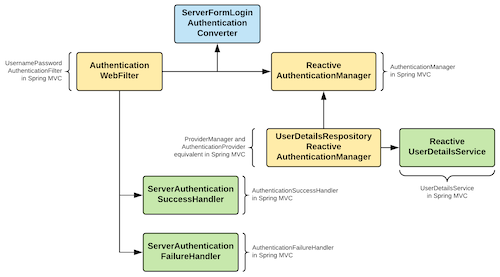 ServerFormLogin
Authentication
Converter
UsernamePassword
AuthenticationFilter
in Spring MVC
Authentication
WebFilter
Reactive
AuthenticationManager
AuthenticationManager
in Spring MVC
ProviderManager and
AuthenticationProvider
equivalent in Spring MVC
UserDetailsRespository
Reactive
AuthenticationManager
Reactive
UserDetailsService
UserDetailsService
in Spring MVC
ServerAuthentication
SuccessHandler
AuthenticationSuccessHandler
in Spring MVC
ServerAuthentication
FailureHandler
AuthenticationFailureHandler
in Spring MVC